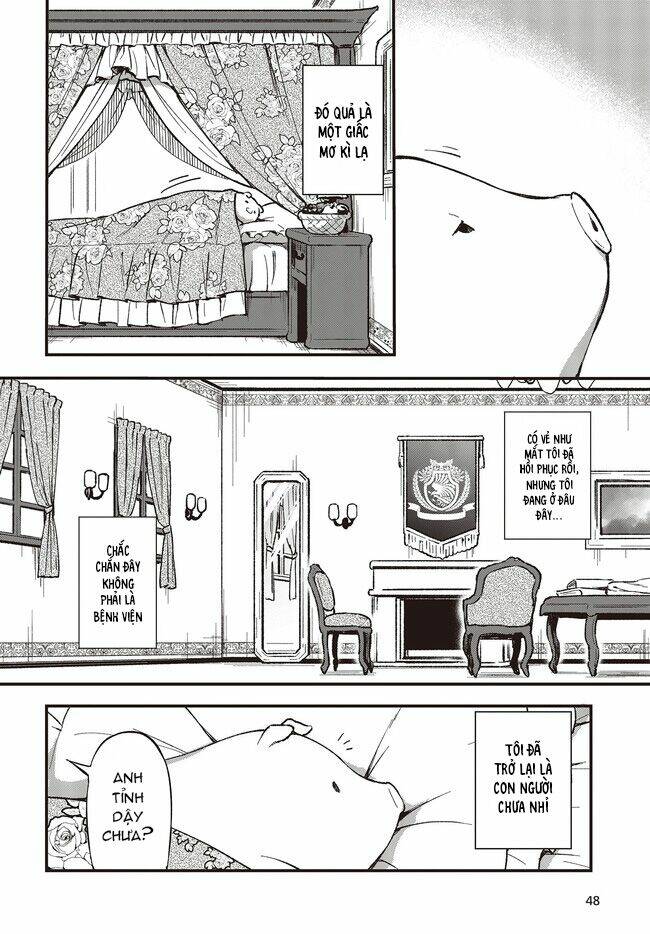 ĐÓ QUẢ LÀ
MỘT GIẤC
MƠ KÌ LẠ
CÓ VẺ NHƯ
MẮT TÔI ĐÃ
HỒI PHỤC RỒI,
NHƯNG TÔI
ĐANG Ở ĐÂU
ĐÂY...
CHẮC
CHẮN ĐÂY
KHÔNG
PHẢI LÀ
BỆNH VIỆN
TÔI ĐÃ
TRỞ LẠI LÀ
CON NGƯỜI
CHƯA NHỈ
ANH
TỈNH
DẬY
CHƯA?
48